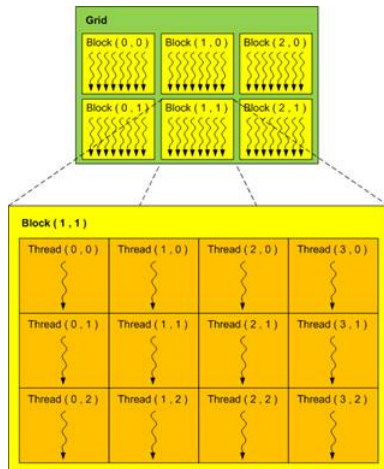 Grid
Block ( 0 , 0 ) Block ( 1 , 0 ) Block ( 2 , 0 )
Block ( 0 , 1 ) Block ( 1 , 1 ) Block ( 2 , 1 )
Block ( 1 , 1 )
Thread ( 0 , 0 ) Thread ( 1 , 0 ) Thread ( 2 , 0 ) Thread ( 3 , 0 )
Thread ( 0 , 1 ) Thread ( 1 , 1 ) Thread ( 2 , 1 ) Thread ( 3 , 1 )
Thread ( 0 , 2 ) Thread ( 1 , 2 ) Thread ( 2 , 2 ) Thread ( 3 , 2 )